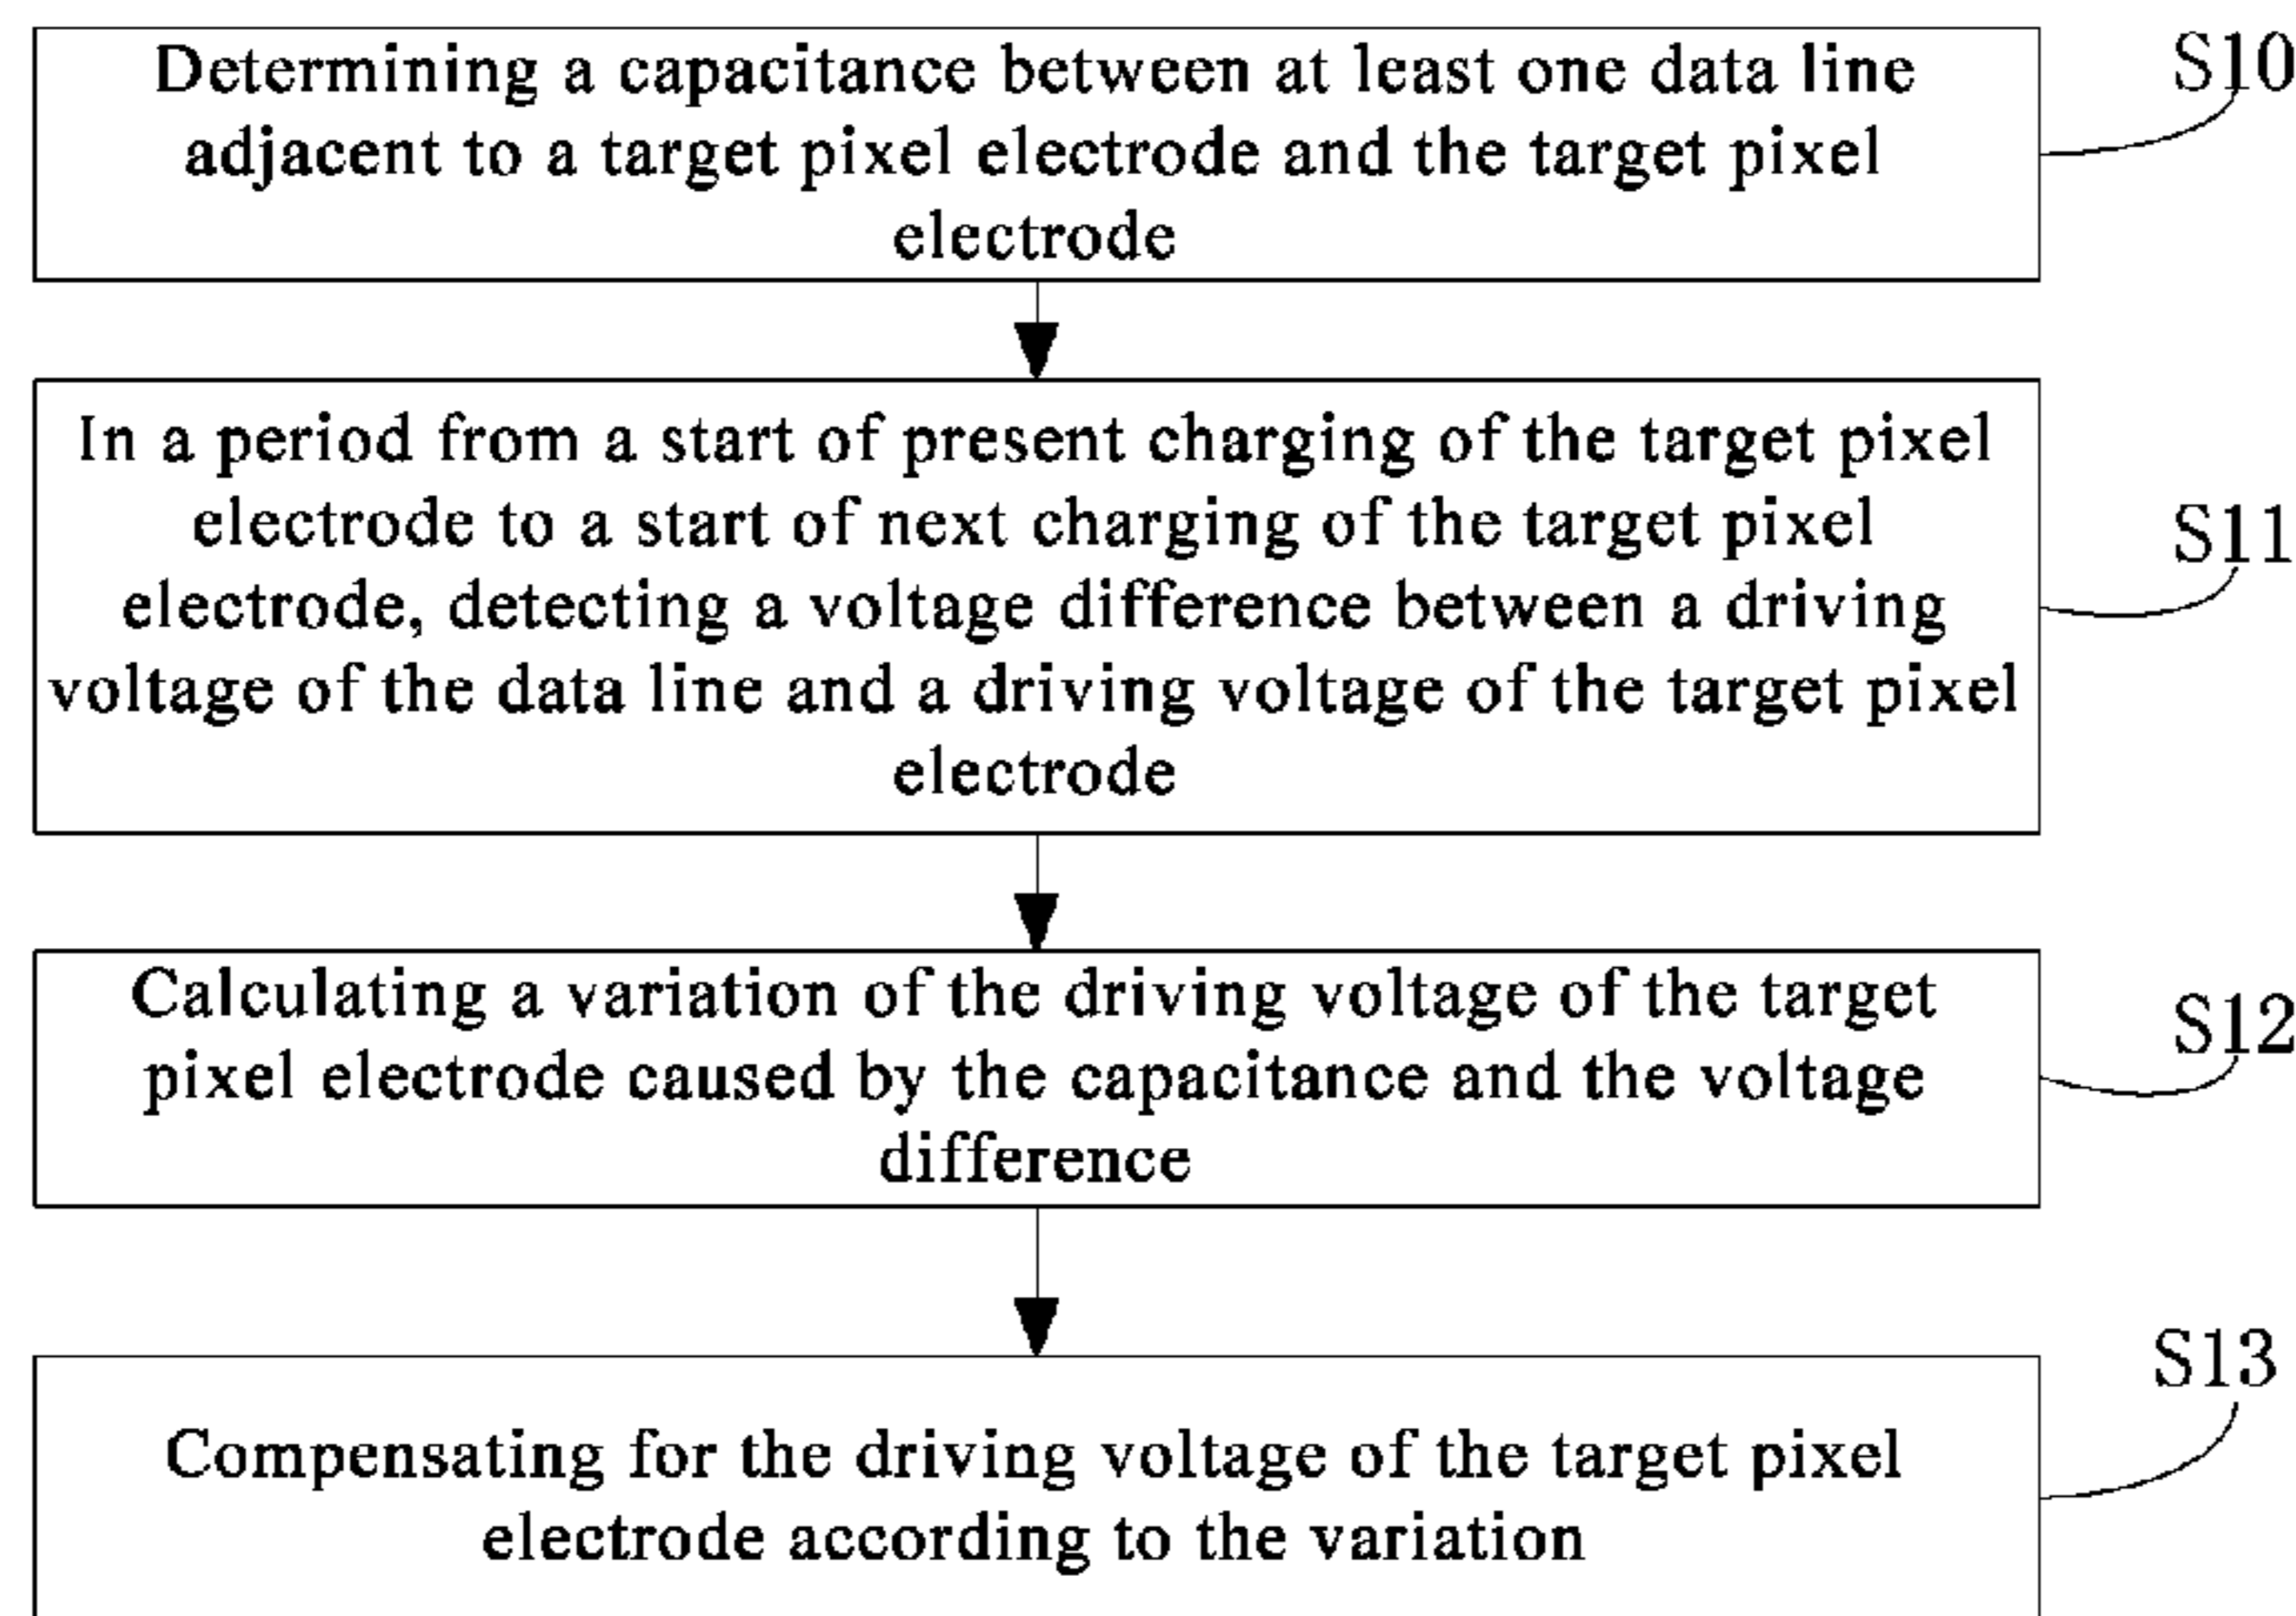 Determining a capacitance between at least one data line
adjacent to a target pixel electrode and the target pixel
electrode
S10
In a period from a start of present charging of the target pixel
electrode to a start of next charging of the target pixel
electrode, detecting a voltage difference between a driving
voltage of the data line and a driving voltage of the target pixel
electrode
S11
Calculating a variation of the driving voltage of the target
pixel electrode caused by the capacitance and the voltage
difference
S12
Compensating for the driving voltage of the target pixel
electrode according to the variation
S13